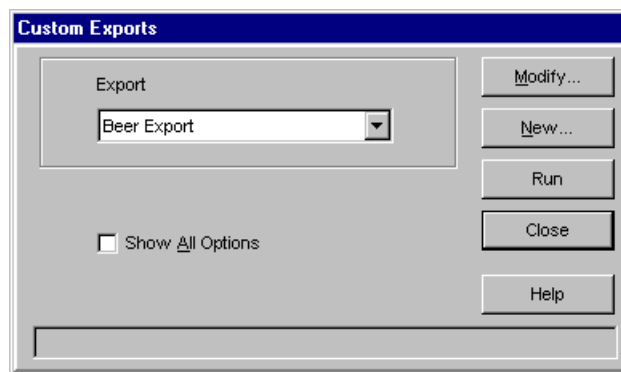 Custom Exports
Export
Beer Export
Show All Options
Modify...
New...
Run
Close
Help